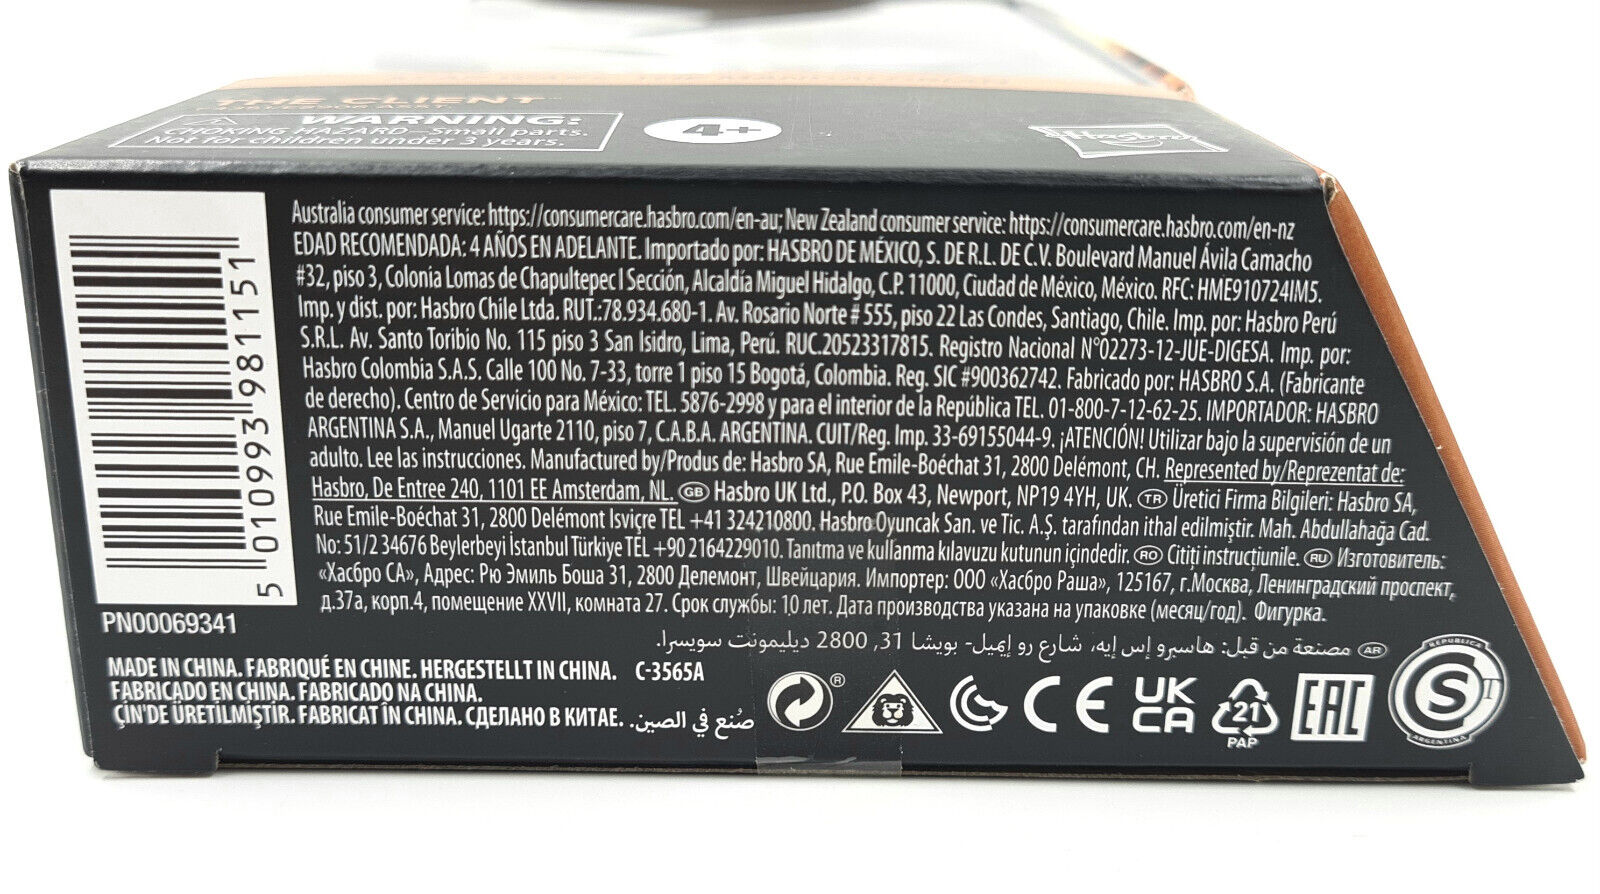 THE CLIENT™
WARNING:
CHOKING HAZARD—Small parts.
Not for children under 3 years.
4+
Hasbro
Australia consumer service: https://consumercare.hasbro.com/en-au; New Zealand consumer service: https://consumercare.hasbro.com/en-nz
EDAD RECOMENDADA: 4 AÑOS EN ADELANTE. Importado por: HASBRO DE MÉXICO, S. DE R.L. DE C.V. Boulevard Manuel Ávila Camacho
#32, piso 3, Colonia Lomas de Chapultepec I Sección, Alcaldía Miguel Hidalgo, C.P. 11000, Ciudad de México, México. RFC: HME910724IM5.
Imp. y dist. por: Hasbro Chile Ltda. RUT.:78.934.680-1. Av. Rosario Norte # 555, piso 22 Las Condes, Santiago, Chile. Imp. por: Hasbro Perú
S.R.L. Av. Santo Toribio No. 115 piso 3 San Isidro, Lima, Perú. RUC.20523317815. Registro Nacional N°02273-12-JUE-DIGESA. Imp. por:
Hasbro Colombia S.A.S. Calle 100 No. 7-33, torre 1 piso 15 Bogotá, Colombia. Reg. SIC #900362742. Fabricado por: HASBRO S.A. (Fabricante
de derecho). Centro de Servicio para México: TEL. 5876-2998 y para el interior de la República TEL. 01-800-7-12-62-25. IMPORTADOR: HASBRO
ARGENTINA S.A., Manuel Ugarte 2110, piso 7, C.A.B.A. ARGENTINA. CUIT/Reg. Imp. 33-69155044-9. ¡ATENCIÓN! Utilizar bajo la supervisión de un
adulto. Lee las instrucciones. Manufactured by/Produs de: Hasbro SA, Rue Emile-Boéchat 31, 2800 Delémont, CH. Represented by/Reprezentat de:
Hasbro, De Entree 240, 1101 EE Amsterdam, NL. GB Hasbro UK Ltd., P.O. Box 43, Newport, NP19 4YH, UK. TR Üretici Firma Bilgileri: Hasbro SA,
Rue Emile-Boéchat 31, 2800 Delémont Isviçre TEL +41 324210800. Hasbro Oyuncak San. ve Tic. A.Ş. tarafından ithal edilmiştir. Mah. Abdullahağa Cad.
No: 51/2 34676 Beylerbeyi İstanbul Türkiye TEL +90 2164229010. Tanıtma ve kullanma kılavuzu kutunun içindedir. RO Citiți instrucțiunile. RU Изготовитель:
«Хасбро СА», Адрес: Рю Эмиль Боша 31, 2800 Делемонт, Швейцария. Импортер: ООО «Хасбро Раша», 125167, г.Москва, Ленинградский проспект,
д.37а, корп.4, помещение XXVII, комната 27. Срок службы: 10 лет. Дата производства указана на упаковке (месяц/год). Фигурка.
AR مصنعة من قبل: هاسبرو إس إيه، شارع رو إيميل- بويشا 31، 2800 ديليمونت سويسرا.
5 010993 981151
PN00069341
MADE IN CHINA. FABRIQUÉ EN CHINE. HERGESTELLT IN CHINA. C-3565A
FABRICADO EN CHINA. FABRICADO NA CHINA.
ÇİN'DE ÜRETİLMİŞTİR. FABRICAT ÎN CHINA. СДЕЛАНО В КИТАЕ. صُنع في الصين.
®
CE
UK
CA
21
PAP
EAC
REPUBLICA
S
ARGENTINA